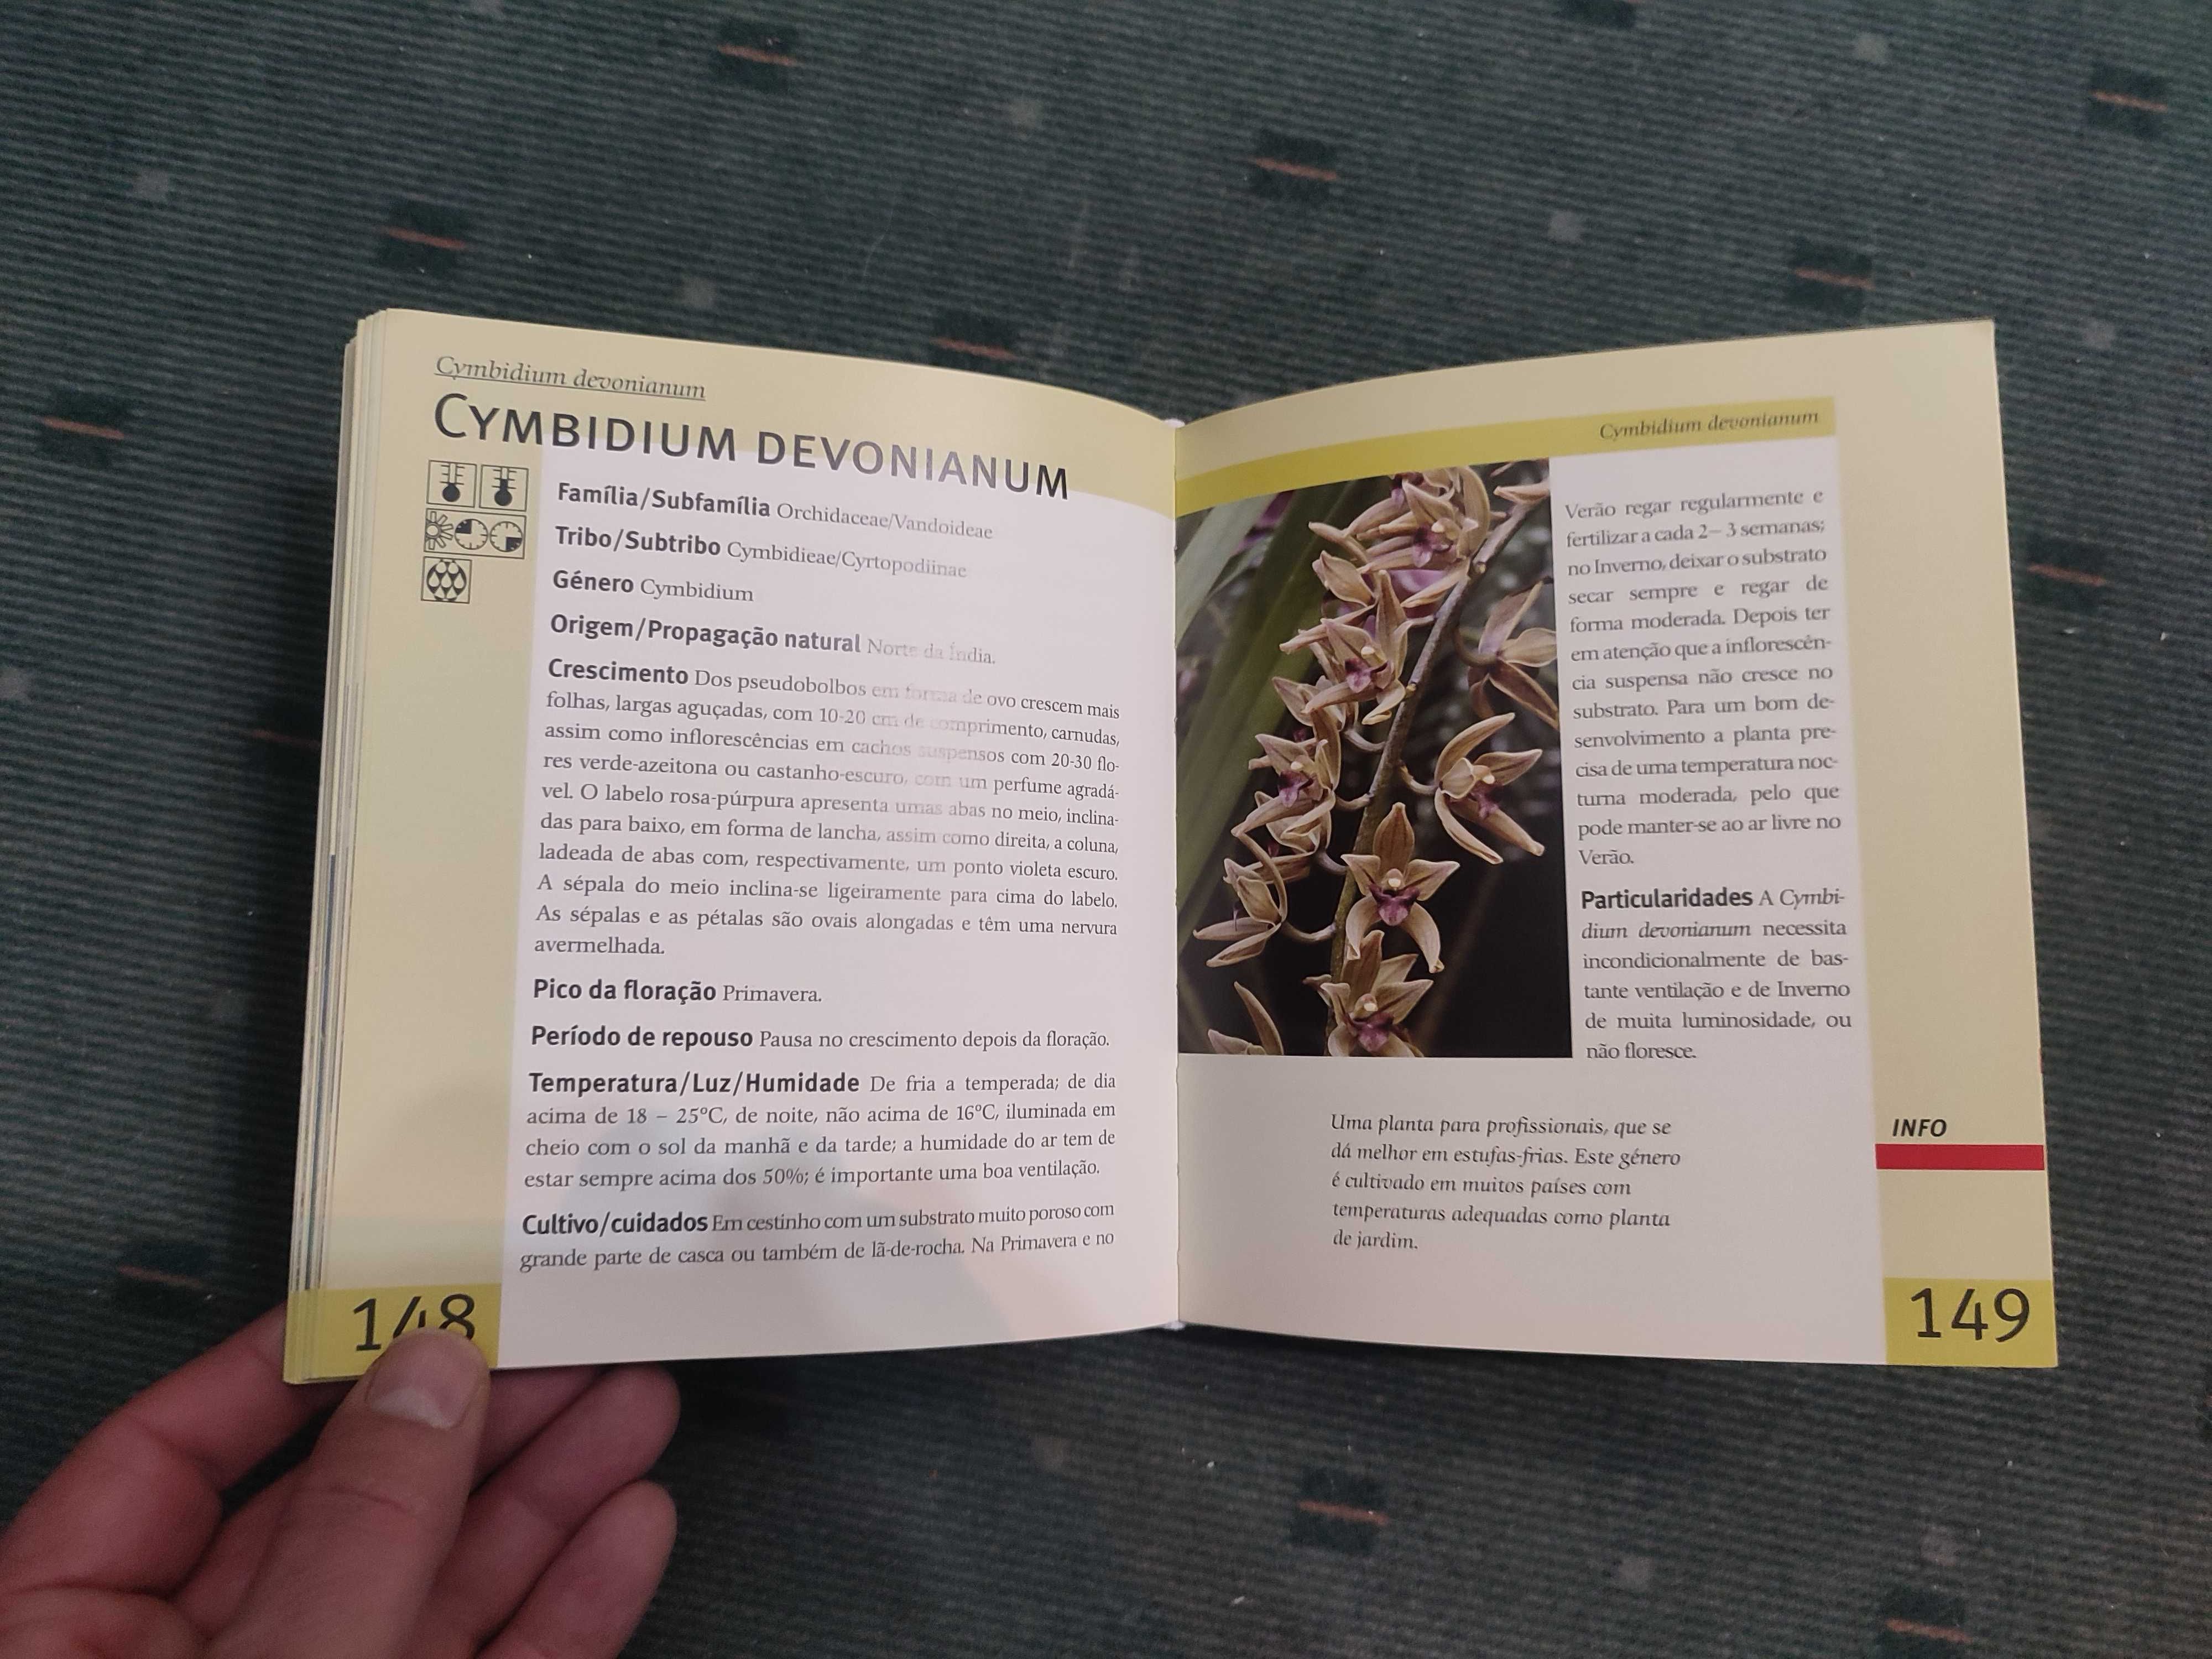 Cymbidium devonianum
CYMBIDIUM DEVONIANUM
Família/Subfamília Orchidaceae/Vandoideae
Tribo/Subtribo Cymbidieae/Cyrtopodiinae
Género Cymbidium
Origem/Propagação natural Norte da Índia.
Crescimento Dos pseudobolbos em forma de ovo crescem mais
folhas, largas aguçadas, com 10-20 cm de comprimento, carnudas,
assim como inflorescências em cachos suspensos com 20-30 flo-
res verde-azeitona ou castanho-escuro, com um perfume agradá-
vel. O labelo rosa-púrpura apresenta umas abas no meio, inclina-
das para baixo, em forma de lancha, assim como direita, a coluna,
ladeada de abas com, respectivamente, um ponto violeta escuro.
A sépala do meio inclina-se ligeiramente para cima do labelo.
As sépalas e as pétalas são ovais alongadas e têm uma nervura
avermelhada.
Pico da floração Primavera.
Período de repouso Pausa no crescimento depois da floração.
Temperatura/Luz/Humidade De fria a temperada; de dia
acima de 18 – 25ºC, de noite, não acima de 16ºC, iluminada em
cheio com o sol da manhã e da tarde; a humidade do ar tem de
estar sempre acima dos 50%; é importante uma boa ventilação.
Cultivo/cuidados Em cestinho com um substrato muito poroso com
grande parte de casca ou também de lã-de-rocha. Na Primavera e no
148
Cymbidium devonianum
Verão regar regularmente e
fertilizar a cada 2– 3 semanas;
no Inverno, deixar o substrato
secar sempre e regar de
forma moderada. Depois ter
em atenção que a inflorescên-
cia suspensa não cresce no
substrato. Para um bom de-
senvolvimento a planta pre-
cisa de uma temperatura noc-
turna moderada, pelo que
pode manter-se ao ar livre no
Verão.
Particularidades A Cymbi-
dium devonianum necessita
incondicionalmente de bas-
tante ventilação e de Inverno
de muita luminosidade, ou
não floresce.
Uma planta para profissionais, que se
dá melhor em estufas-frias. Este género
é cultivado em muitos países com
temperaturas adequadas como planta
de jardim.
INFO
149